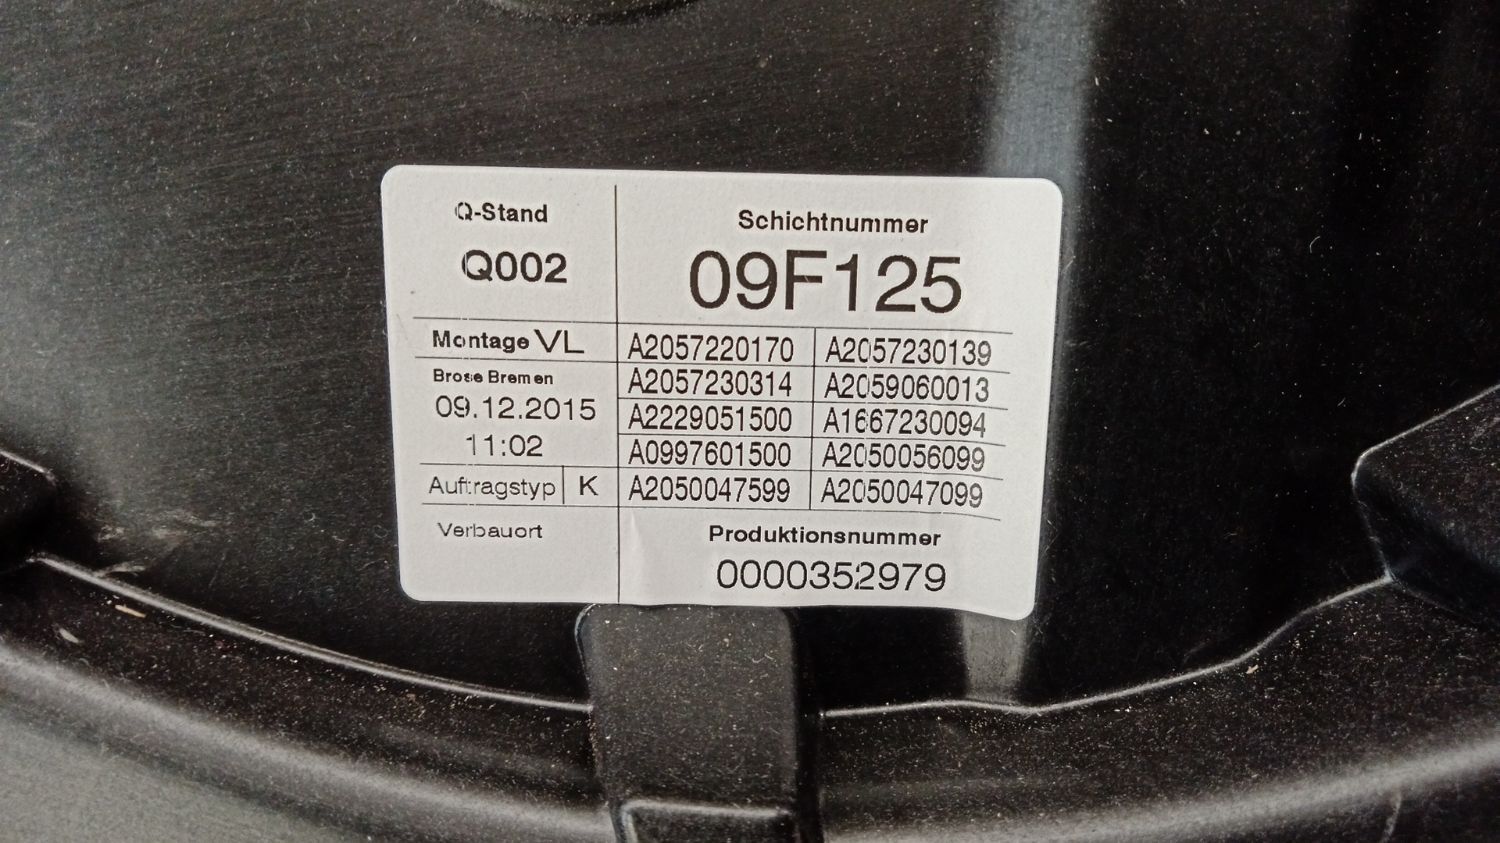 Q-Stand
Q002
Schichtnummer
09F125
Montage VL
Brose Bremen
09.12.2015
11:02
Auftragstyp K
Verbauort
A2057220170 A2057230139
A2057230314 A2059060013
A2229051500 A1667230094
A0997601500 A2050056099
A2050047599 A2050047099
Produktionsnummer
0000352979